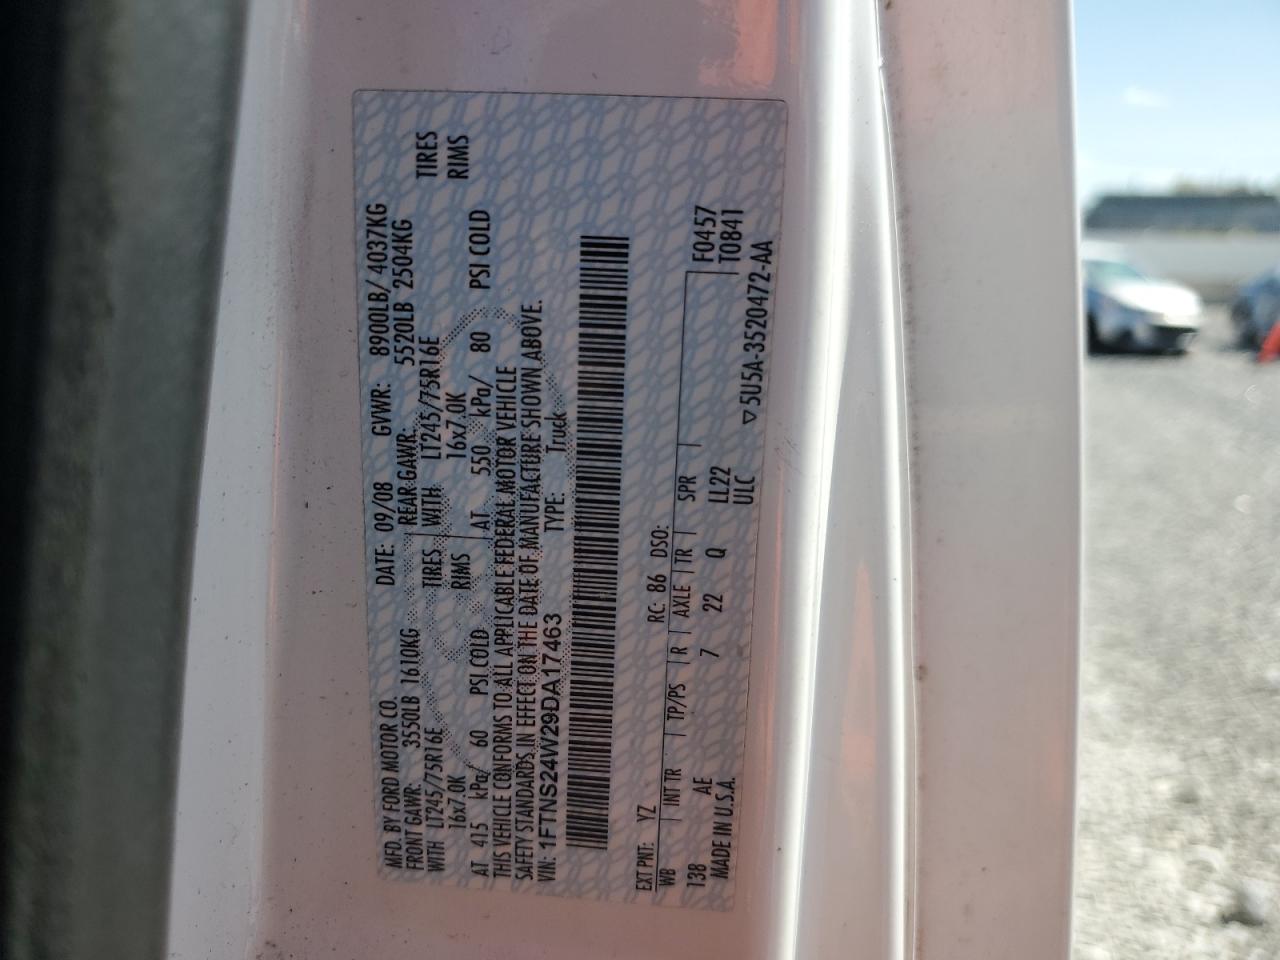 MFD. BY FORD MOTOR CO.
DATE: 09/08 GVWR: 8900LB/ 4037KG
FRONT GAWR: 3550LB 1610KG REAR GAWR: 5520LB 2504KG
WITH LT245/75R16E TIRES WITH LT245/75R16E TIRES
16x7.0K RIMS 16x7.0K RIMS
AT 415 kPa/ 60 PSI COLD AT 550 kPa/ 80 PSI COLD
THIS VEHICLE CONFORMS TO ALL APPLICABLE FEDERAL MOTOR VEHICLE
SAFETY STANDARDS IN EFFECT ON THE DATE OF MANUFACTURE SHOWN ABOVE.
VIN: 1FTNS24W29DA17463 TYPE: Truck
EXT PNT: YZ RC: 86 DSO:
WB INT TR TP/PS R AXLE TR SPR F0457
138 AE 7 22 Q LL22 T0841
MADE IN U.S.A. ULC ▽5U5A-3520472-AA